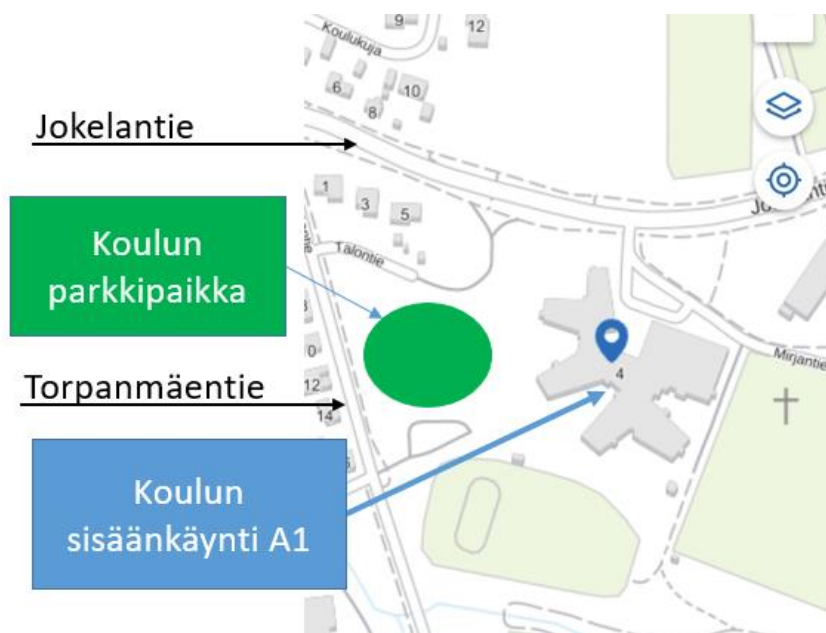 9
12
Koulukuja
6
10
8
Jokelantie
1
3
5
Koulun
parkkipaikka
Talontie
Mirjantie
4
Torpanmäentie
12
14
Koulun
sisäänkäynti A1